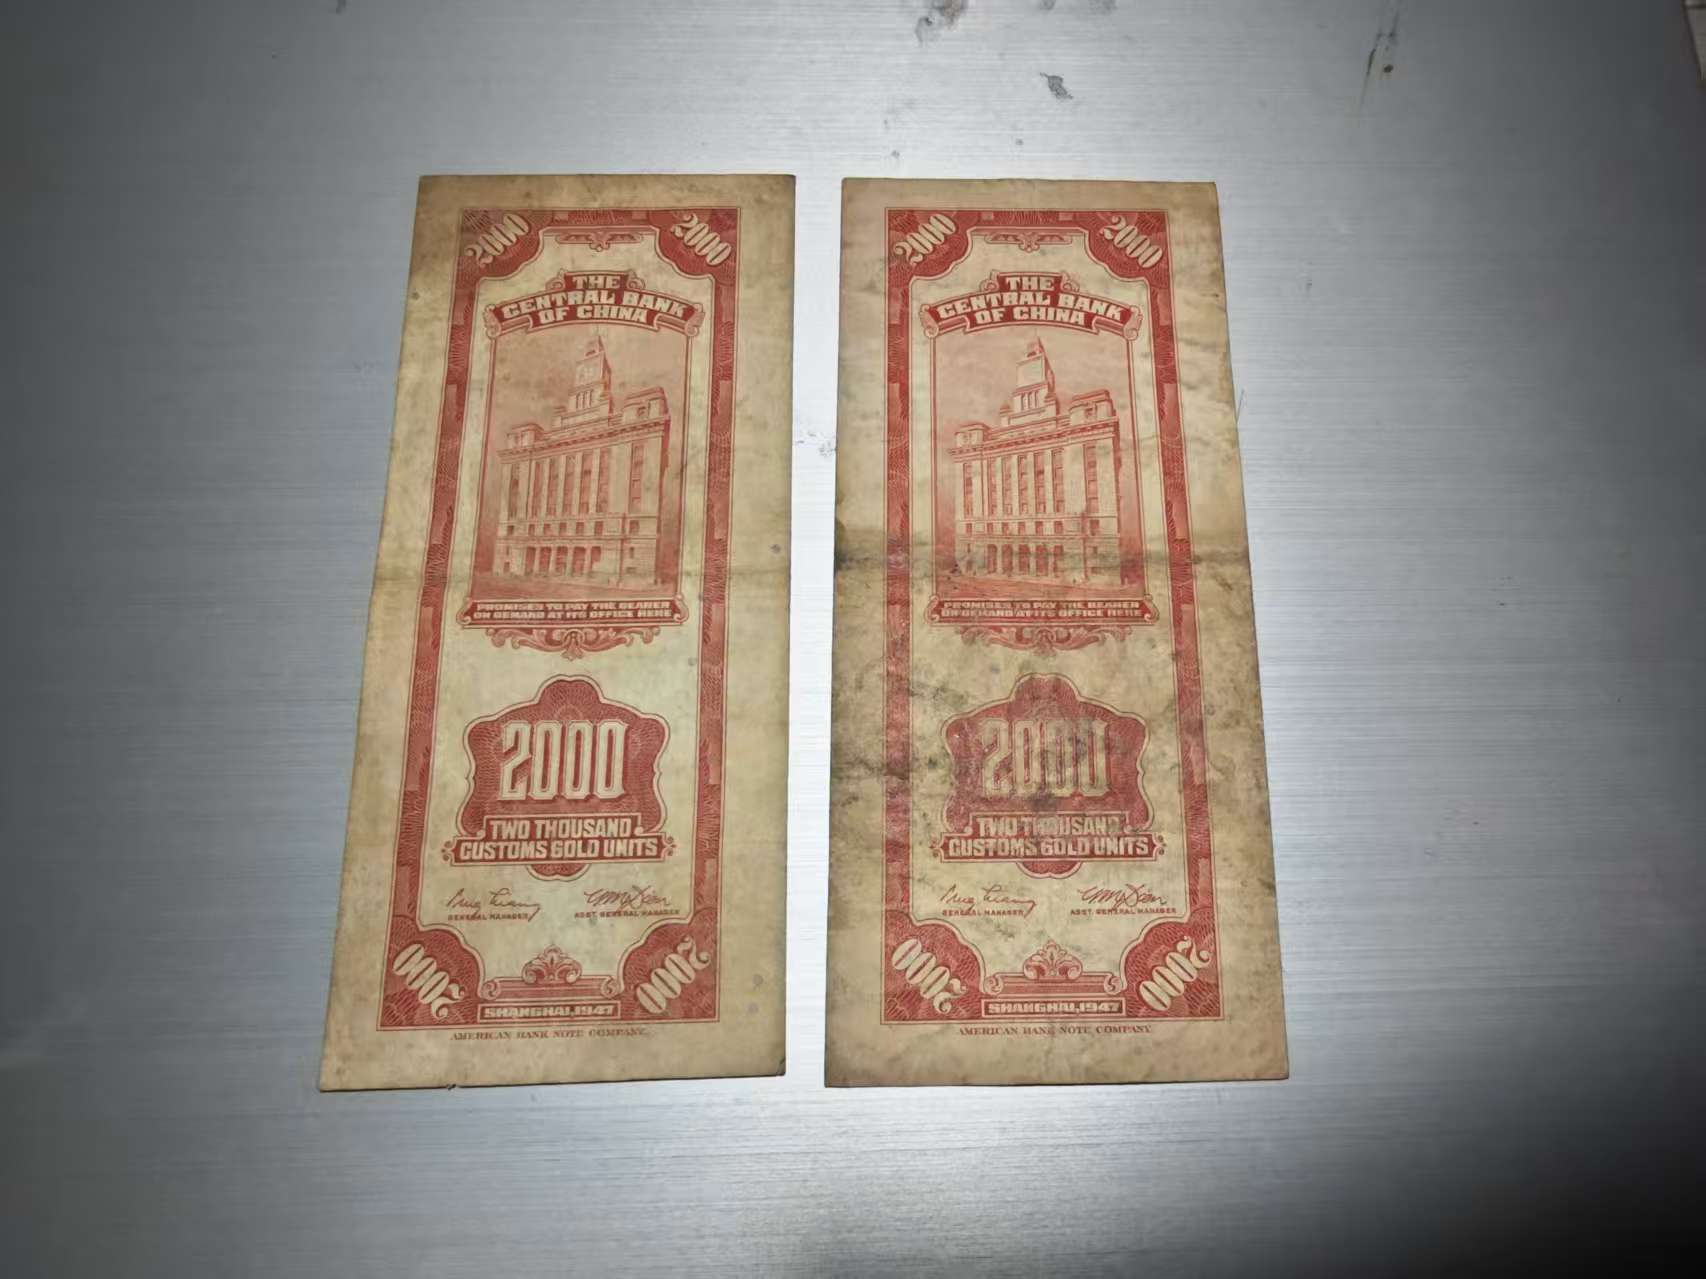 2000 2000
THE
CENTRAL BANK
OF CHINA
PROMISES TO PAY THE BEARER
ON DEMAND AT ITS OFFICE HERE
2000
TWO THOUSAND
CUSTOMS GOLD UNITS
GENERAL MANAGER
ASST. GENERAL MANAGER
2000 2000
SHANGHAI,1947
AMERICAN BANK NOTE COMPANY.
2000 2000
THE
CENTRAL BANK
OF CHINA
PROMISES TO PAY THE BEARER
ON DEMAND AT ITS OFFICE HERE
2000
TWO THOUSAND
CUSTOMS GOLD UNITS
GENERAL MANAGER
ASST. GENERAL MANAGER
2000 2000
SHANGHAI,1947
AMERICAN BANK NOTE COMPANY.